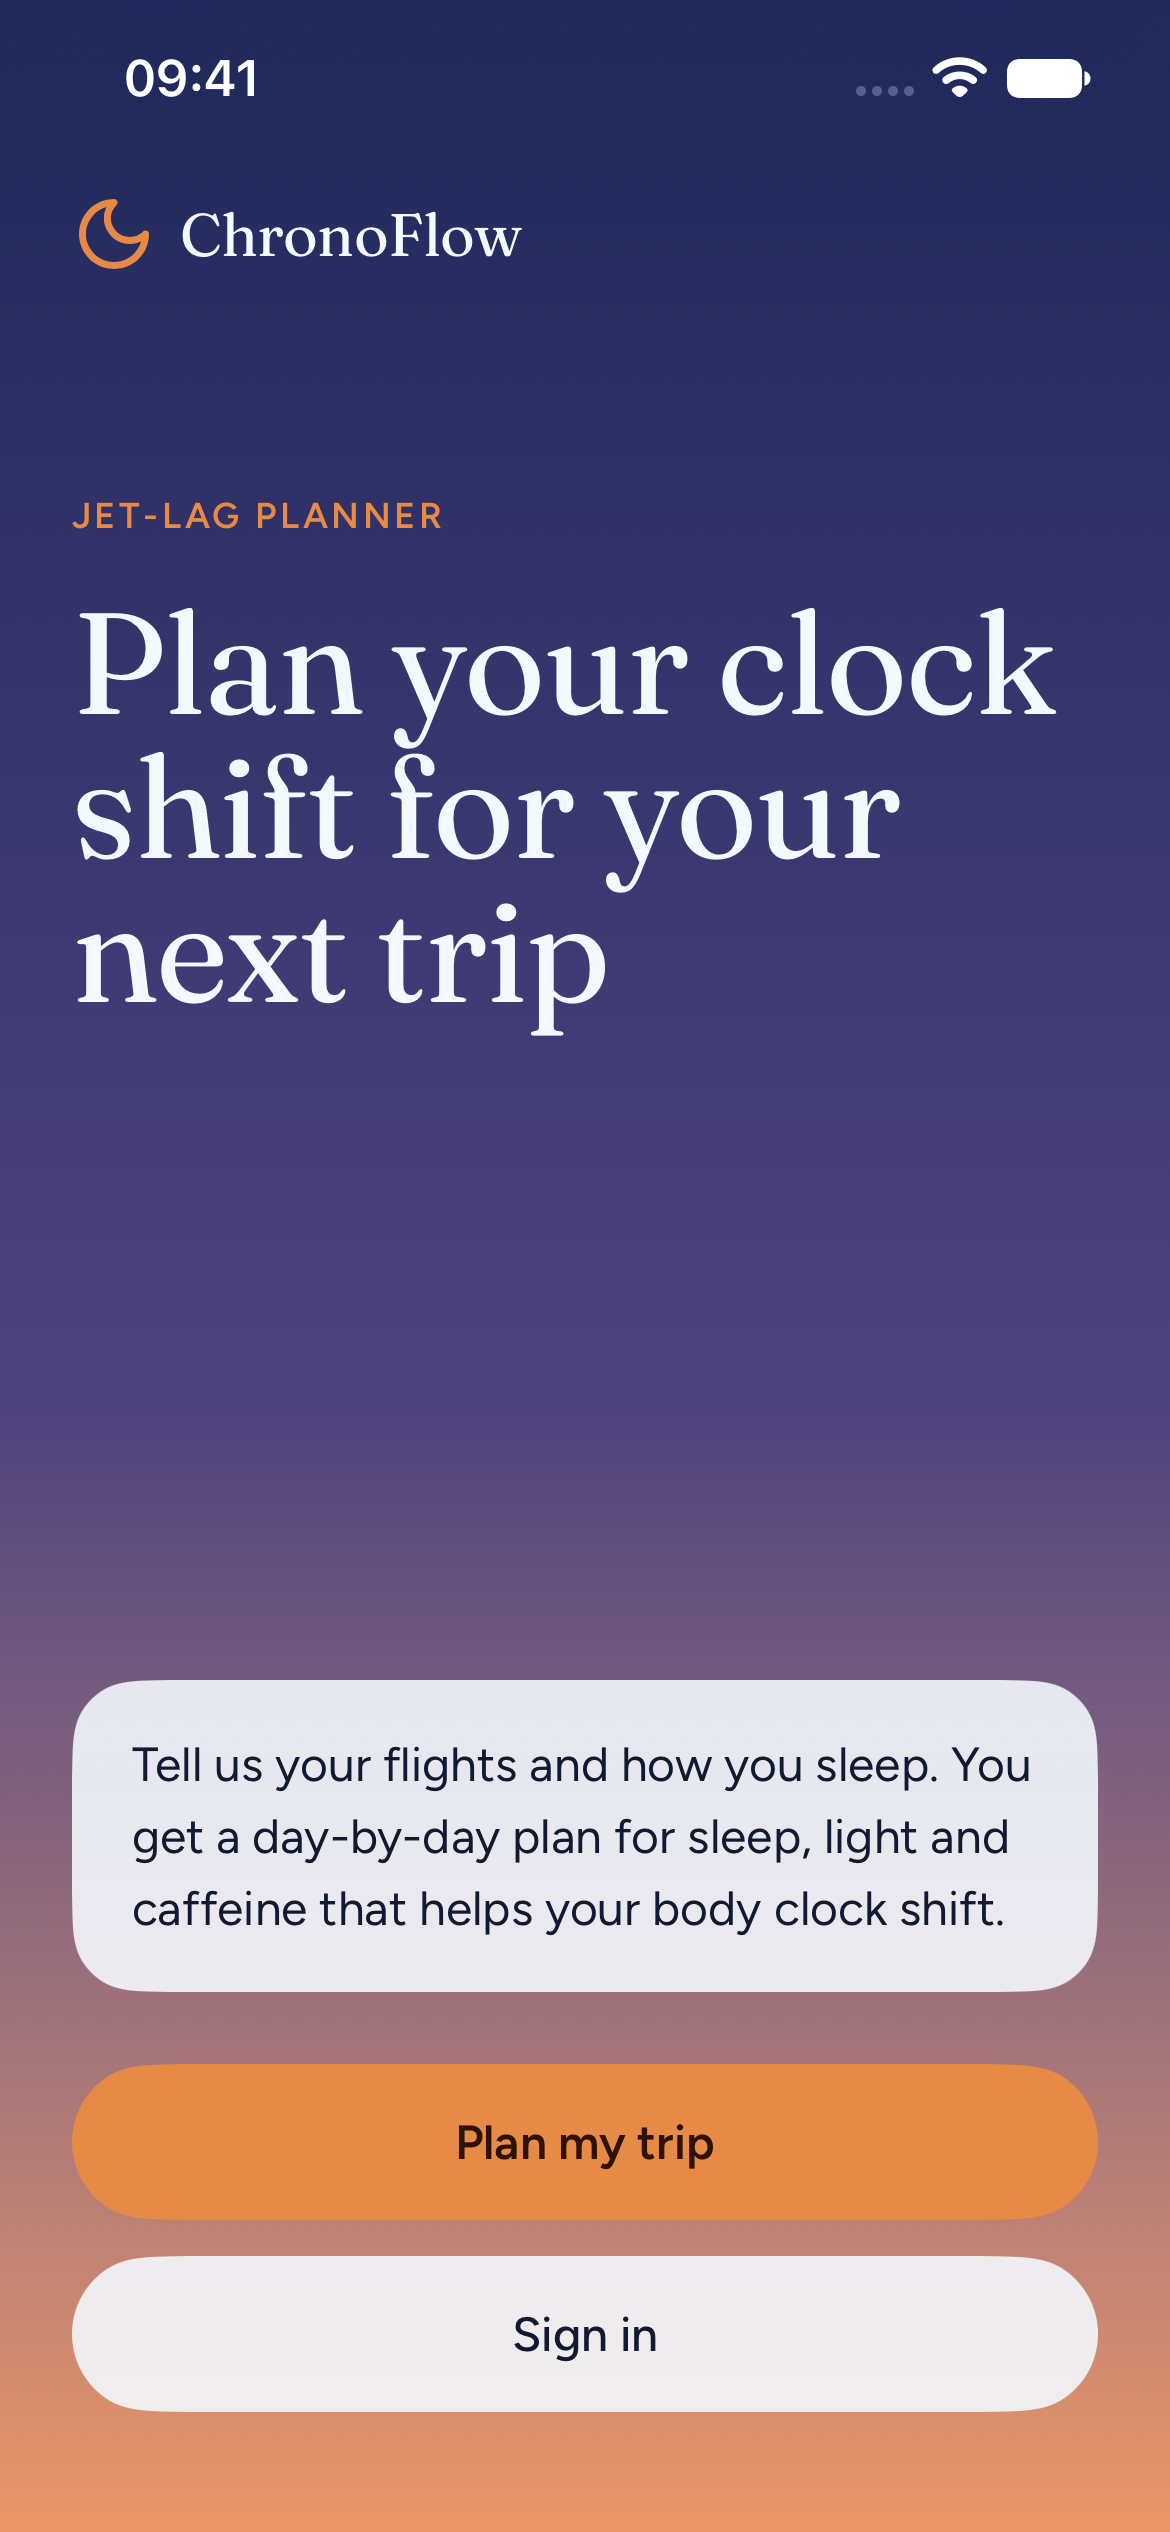 09:41
ChronoFlow
JET-LAG PLANNER
Plan your clock
shift for your
next trip
Tell us your flights and how you sleep. You
get a day-by-day plan for sleep, light and
caffeine that helps your body clock shift.
Plan my trip
Sign in